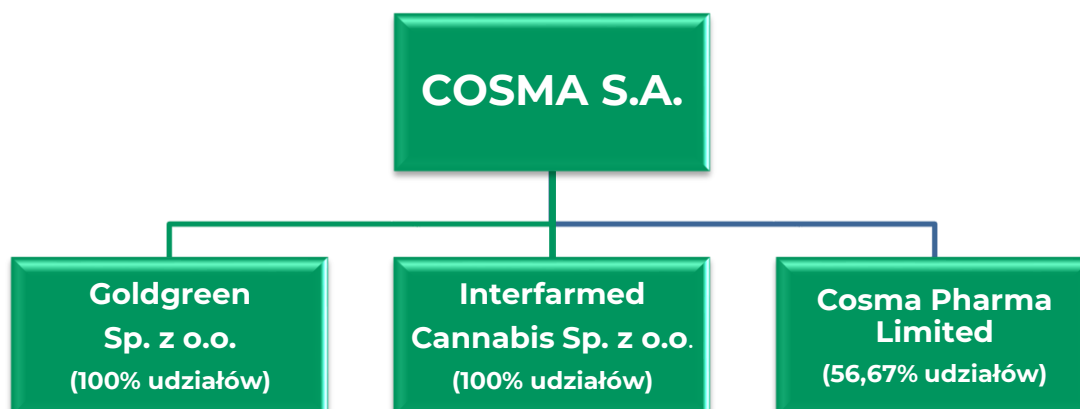 COSMA S.A.
Goldgreen
Sp. z o.o.
(100% udziałów)
Interfarmed
Cannabis Sp. z o.o.
(100% udziałów)
Cosma Pharma
Limited
(56,67% udziałów)